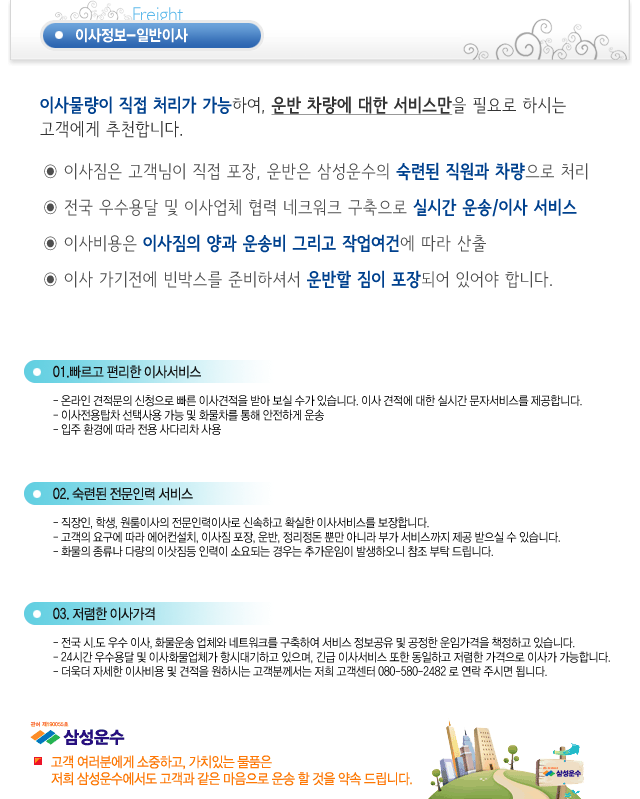 Freight
이사정보-일반이사
이사물량이 직접 처리가 가능하여, 운반 차량에 대한 서비스만을 필요로 하시는
고객에게 추천합니다.
◉ 이사짐은 고객님이 직접 포장, 운반은 삼성운수의 숙련된 직원과 차량으로 처리
◉ 전국 우수용달 및 이사업체 협력 네크워크 구축으로 실시간 운송/이사 서비스
◉ 이사비용은 이사짐의 양과 운송비 그리고 작업여건에 따라 산출
◉ 이사 가기전에 빈박스를 준비하셔서 운반할 짐이 포장되어 있어야 합니다.
01.빠르고 편리한 이사서비스
- 온라인 견적문의 신청으로 빠른 이사견적을 받아 보실 수가 있습니다. 이사 견적에 대한 실시간 문자서비스를 제공합니다.
- 이사전용탑차 선택사용 가능 및 화물차를 통해 안전하게 운송
- 입주 환경에 따라 전용 사다리차 사용
02. 숙련된 전문인력 서비스
- 직장인, 학생, 원룸이사의 전문인력이사로 신속하고 확실한 이사서비스를 보장합니다.
- 고객의 요구에 따라 에어컨설치, 이사짐 포장, 운반, 정리정돈 뿐만 아니라 부가 서비스까지 제공 받으실 수 있습니다.
- 화물의 종류나 다량의 이삿짐등 인력이 소요되는 경우는 추가운임이 발생하오니 참조 부탁 드립니다.
03. 저렴한 이사가격
- 전국 시.도 우수 이사, 화물운송 업체와 네트워크를 구축하여 서비스 정보공유 및 공정한 운임가격을 책정하고 있습니다.
- 24시간 우수용달 및 이사화물업체가 항시대기하고 있으며, 긴급 이사서비스 또한 동일하고 저렴한 가격으로 이사가 가능합니다.
- 더욱더 자세한 이사비용 및 견적을 원하시는 고객분께서는 저희 고객센터 080-580-2482 로 연락 주시면 됩니다.
삼성운수
고객 여러분에게 소중하고, 가치있는 물품은
저희 삼성운수에서도 고객과 같은 마음으로 운송 할 것을 약속 드립니다.
삼성운수